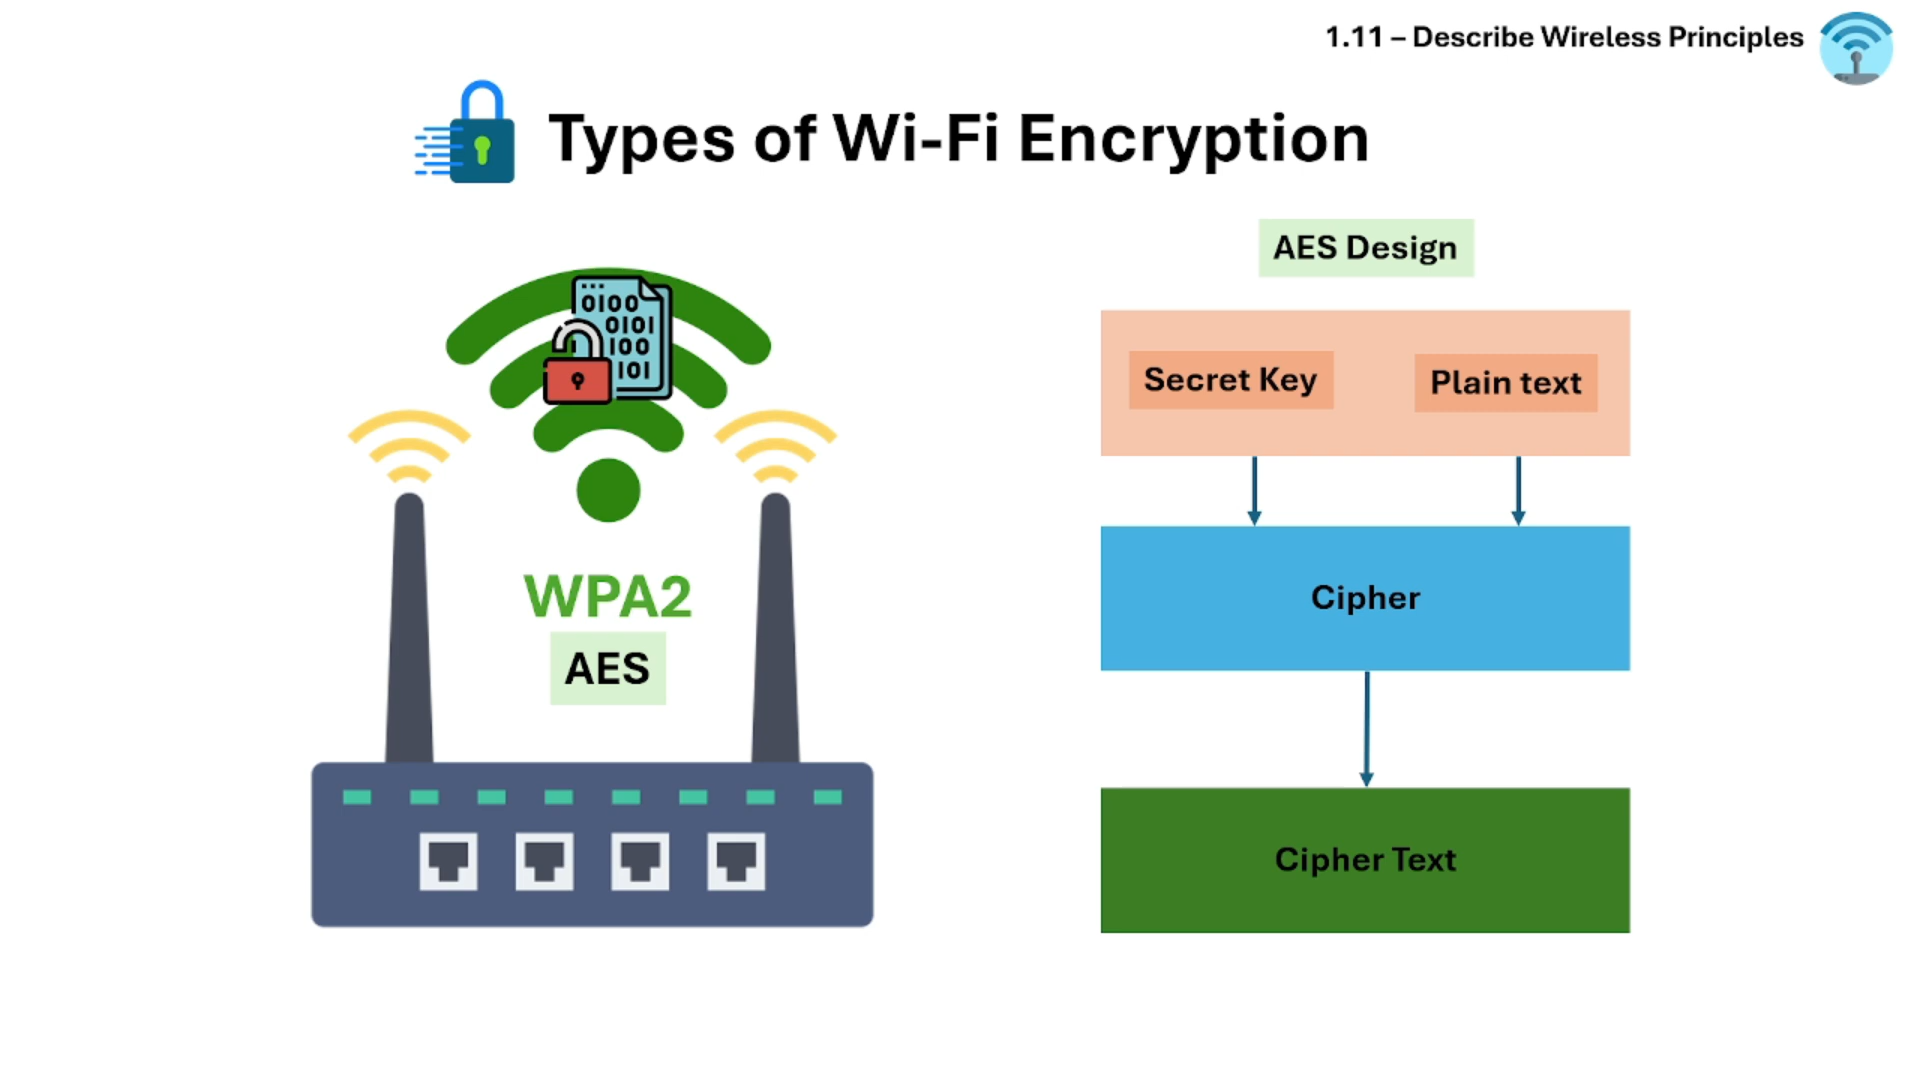 1.11 – Describe Wireless Principles
Types of Wi-Fi Encryption
0100
0101
100
101
WPA2
AES
AES Design
Secret Key
Plain text
Cipher
Cipher Text